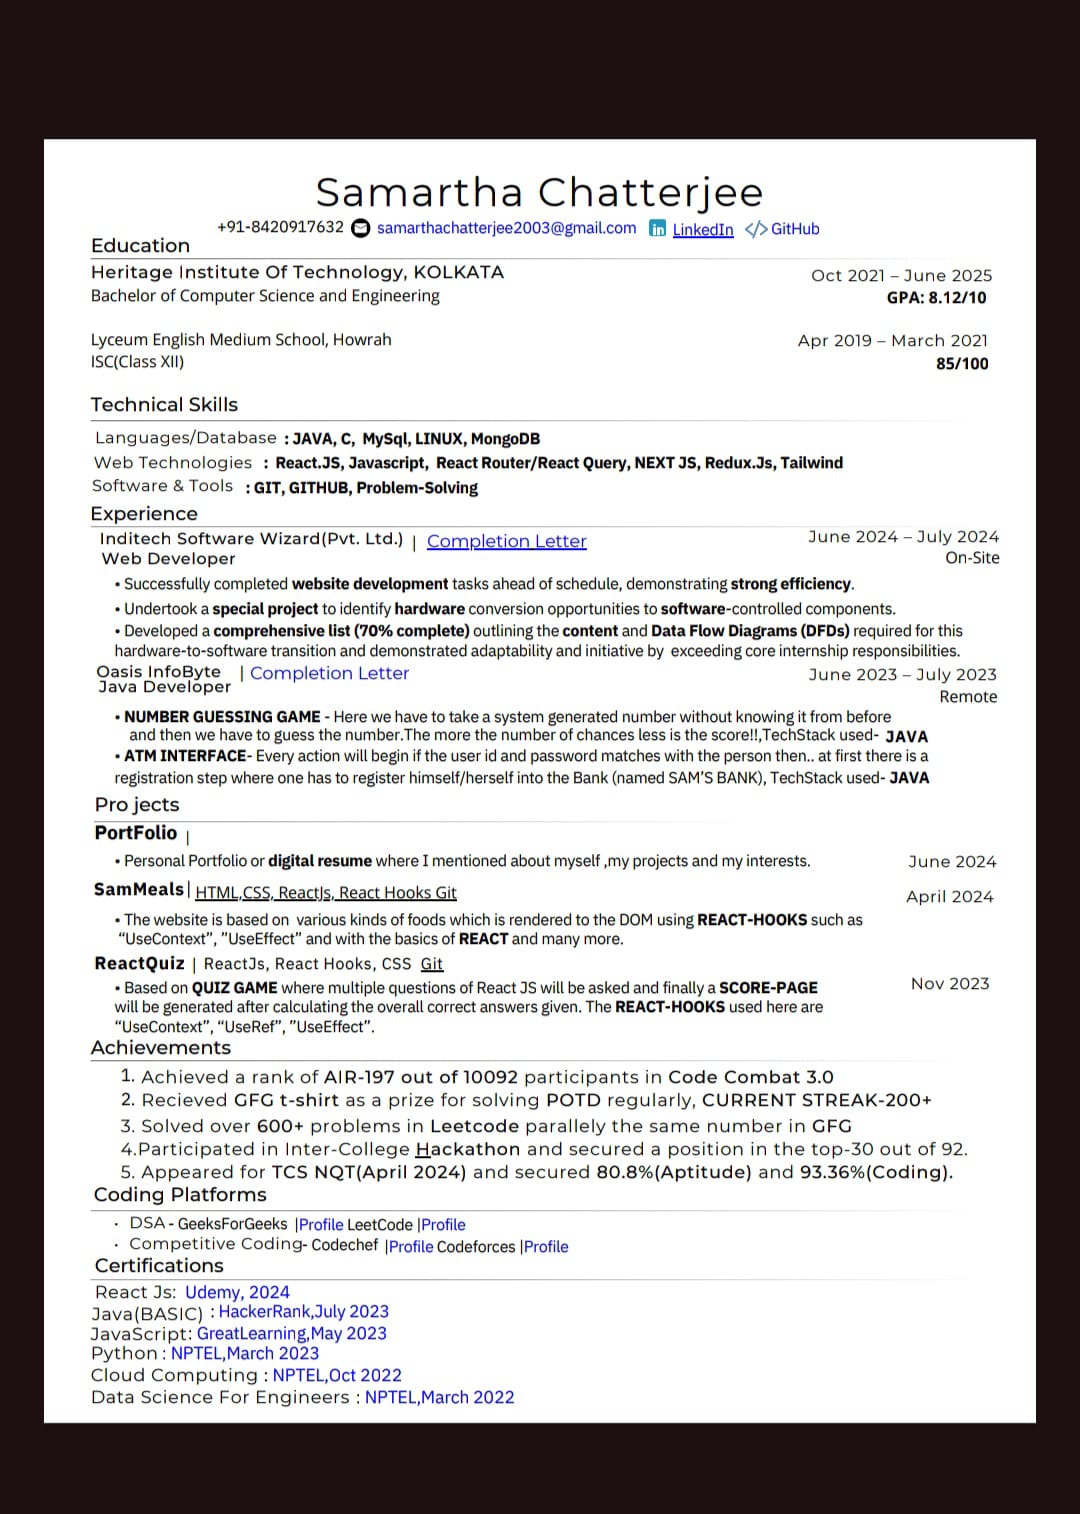 Samartha Chatterjee
+91-8420917632 samarthachatterjee2003@gmail.com in LinkedIn </> GitHub
Education
Heritage Institute Of Technology, KOLKATA Oct 2021 – June 2025
Bachelor of Computer Science and Engineering GPA: 8.12/10
Lyceum English Medium School, Howrah Apr 2019 – March 2021
ISC(Class XII) 85/100
Technical Skills
Languages/Database : JAVA, C, MySql, LINUX, MongoDB
Web Technologies : React.JS, Javascript, React Router/React Query, NEXT JS, Redux.Js, Tailwind
Software & Tools : GIT, GITHUB, Problem-Solving
Experience
Inditech Software Wizard(Pvt. Ltd.) | Completion Letter June 2024 – July 2024
Web Developer On-Site
• Successfully completed website development tasks ahead of schedule, demonstrating strong efficiency.
• Undertook a special project to identify hardware conversion opportunities to software-controlled components.
• Developed a comprehensive list (70% complete) outlining the content and Data Flow Diagrams (DFDs) required for this
hardware-to-software transition and demonstrated adaptability and initiative by exceeding core internship responsibilities.
Oasis InfoByte | Completion Letter June 2023 – July 2023
Java Developer Remote
• NUMBER GUESSING GAME - Here we have to take a system generated number without knowing it from before
and then we have to guess the number.The more the number of chances less is the score!!,TechStack used- JAVA
• ATM INTERFACE- Every action will begin if the user id and password matches with the person then.. at first there is a
registration step where one has to register himself/herself into the Bank (named SAM'S BANK), TechStack used- JAVA
Projects
PortFolio |
• Personal Portfolio or digital resume where I mentioned about myself ,my projects and my interests. June 2024
SamMeals | HTML,CSS, ReactJs, React Hooks Git April 2024
• The website is based on various kinds of foods which is rendered to the DOM using REACT-HOOKS such as
“UseContext”, ”UseEffect” and with the basics of REACT and many more.
ReactQuiz | ReactJs, React Hooks, CSS Git
• Based on QUIZ GAME where multiple questions of React JS will be asked and finally a SCORE-PAGE Nov 2023
will be generated after calculating the overall correct answers given. The REACT-HOOKS used here are
“UseContext”, “UseRef”, ”UseEffect”.
Achievements
1. Achieved a rank of AIR-197 out of 10092 participants in Code Combat 3.0
2. Recieved GFG t-shirt as a prize for solving POTD regularly, CURRENT STREAK-200+
3. Solved over 600+ problems in Leetcode parallely the same number in GFG
4.Participated in Inter-College Hackathon and secured a position in the top-30 out of 92.
5. Appeared for TCS NQT(April 2024) and secured 80.8%(Aptitude) and 93.36%(Coding).
Coding Platforms
· DSA - GeeksForGeeks |Profile LeetCode |Profile
· Competitive Coding- Codechef |Profile Codeforces |Profile
Certifications
React Js: Udemy, 2024
Java(BASIC) : HackerRank,July 2023
JavaScript: GreatLearning,May 2023
Python : NPTEL,March 2023
Cloud Computing : NPTEL,Oct 2022
Data Science For Engineers : NPTEL,March 2022